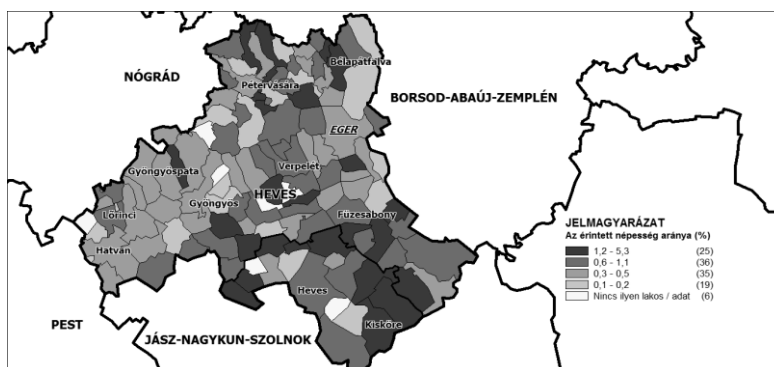 NÓGRÁD
Bélapátfalva
Pétervására
BORSOD-ABAÚJ-ZEMPLÉN
EGER
Gyöngyöspata
Verpelét
HEVES
Gyöngyös
Lőrinci
Füzesabony
Hatvan
JELMAGYARÁZAT
Az érintett népesség aránya (%)
1,2 - 5,3 (25)
0,6 - 1,1 (36)
0,3 - 0,5 (35)
0,1 - 0,2 (19)
Nincs ilyen lakos / adat (6)
Heves
PEST
Kisköre
JÁSZ-NAGYKUN-SZOLNOK